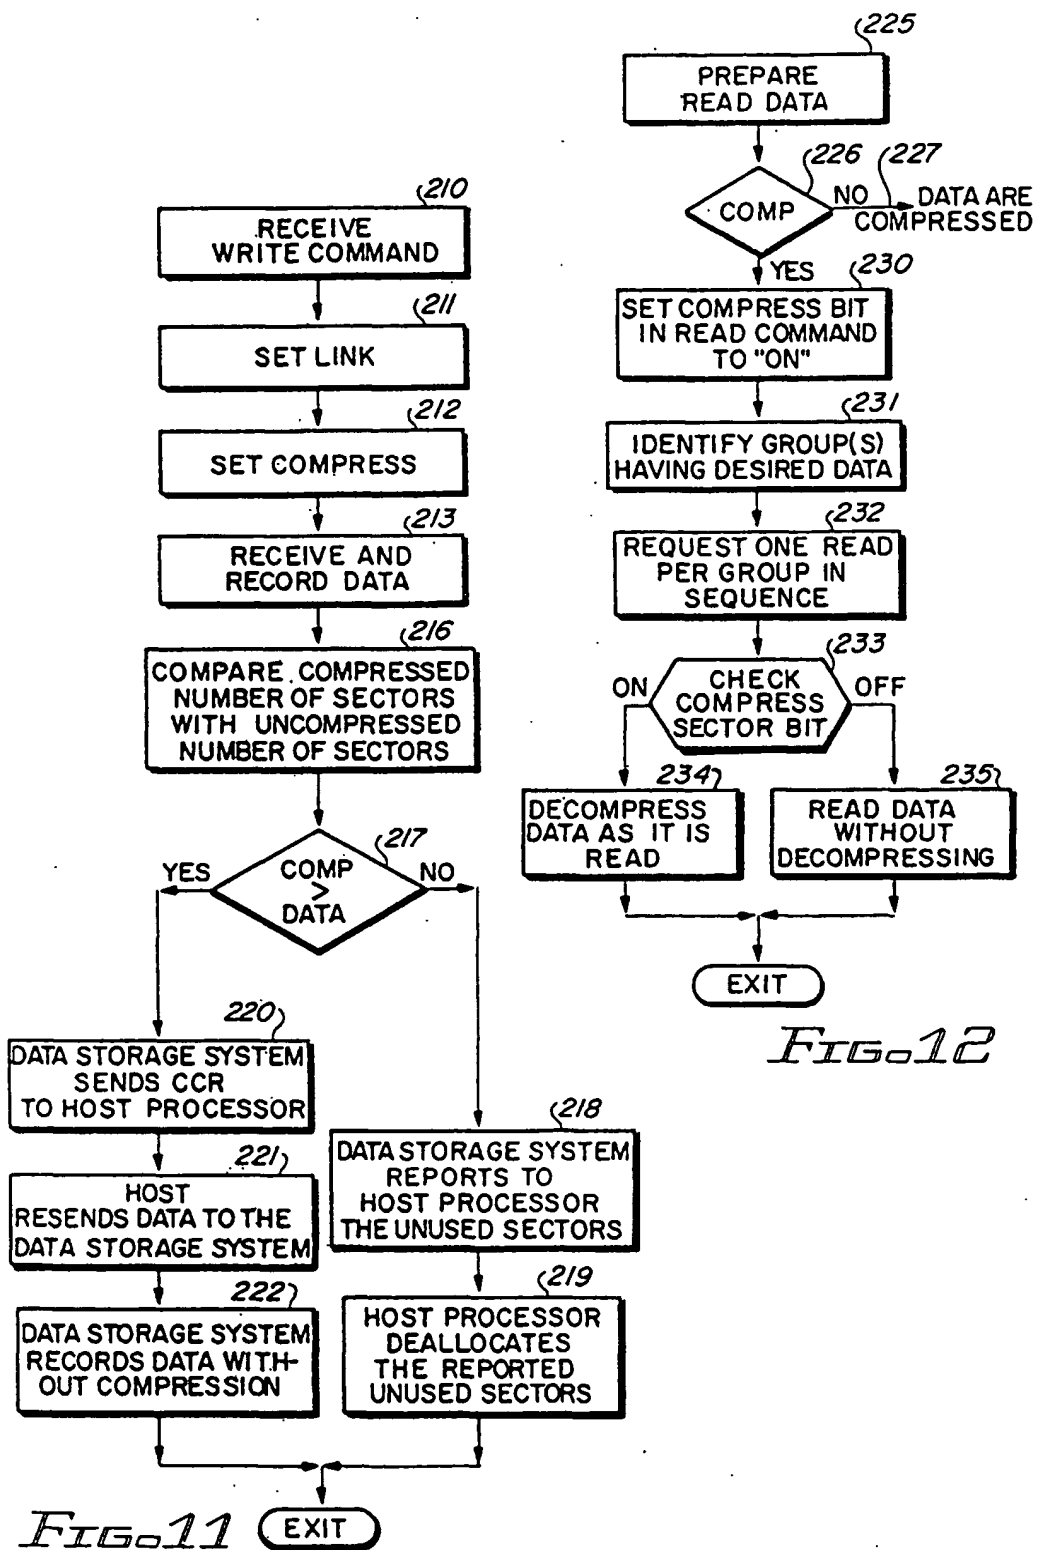 210
RECEIVE
WRITE COMMAND
211
SET LINK
212
SET COMPRESS
213
RECEIVE AND
RECORD DATA
216
COMPARE COMPRESSED
NUMBER OF SECTORS
WITH UNCOMPRESSED
NUMBER OF SECTORS
217
COMP
>
DATA
YES
NO
220
DATA STORAGE SYSTEM
SENDS CCR
TO HOST PROCESSOR
221
HOST
RESENDS DATA TO THE
DATA STORAGE SYSTEM
222
DATA STORAGE SYSTEM
RECORDS DATA WITH-
OUT COMPRESSION
218
DATA STORAGE SYSTEM
REPORTS TO
HOST PROCESSOR
THE UNUSED SECTORS
219
HOST PROCESSOR
DEALLOCATES
THE REPORTED
UNUSED SECTORS
EXIT
FIG. 11
225
PREPARE
READ DATA
226
COMP
NO
227
DATA ARE
COMPRESSED
YES
230
SET COMPRESS BIT
IN READ COMMAND
TO "ON"
231
IDENTIFY GROUP(S)
HAVING DESIRED DATA
232
REQUEST ONE READ
PER GROUP IN
SEQUENCE
233
CHECK
COMPRESS
SECTOR BIT
ON
OFF
234
DECOMPRESS
DATA AS IT IS
READ
235
READ DATA
WITHOUT
DECOMPRESSING
EXIT
FIG. 12